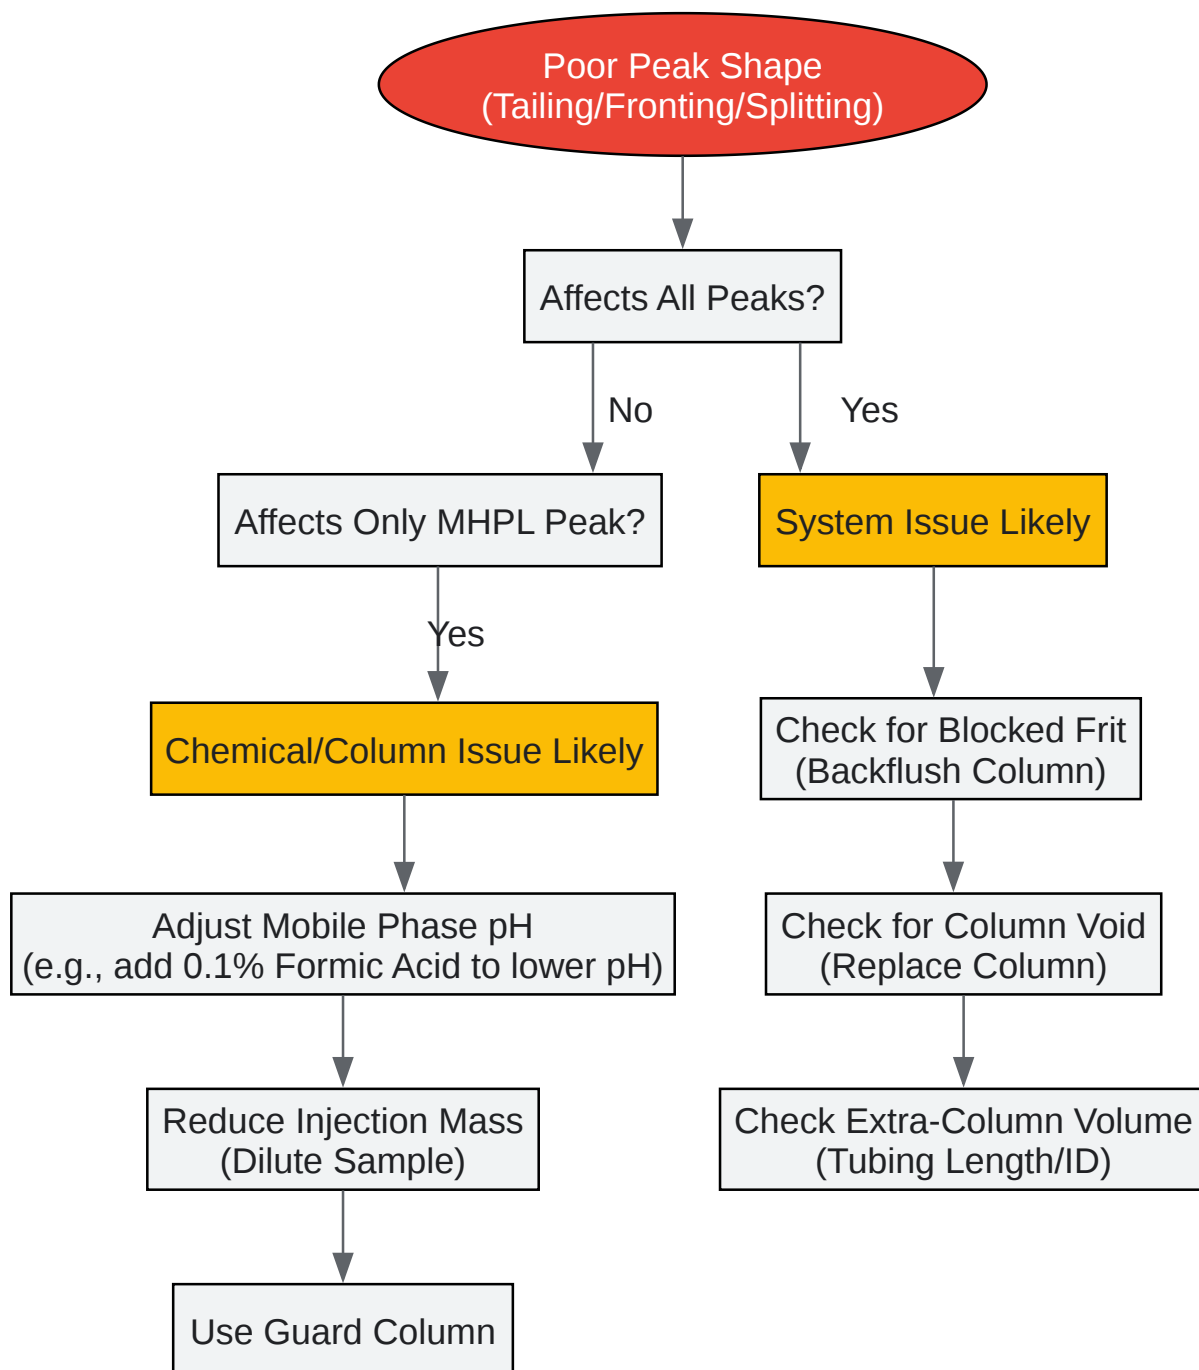 Poor Peak Shape
(Tailing/Fronting/Splitting)
Affects All Peaks?
No
Yes
Affects Only MHPL Peak?
System Issue Likely
Yes
Chemical/Column Issue Likely
Check for Blocked Frit
(Backflush Column)
Adjust Mobile Phase pH
(e.g., add 0.1% Formic Acid to lower pH)
Check for Column Void
(Replace Column)
Reduce Injection Mass
(Dilute Sample)
Check Extra-Column Volume
(Tubing Length/ID)
Use Guard Column